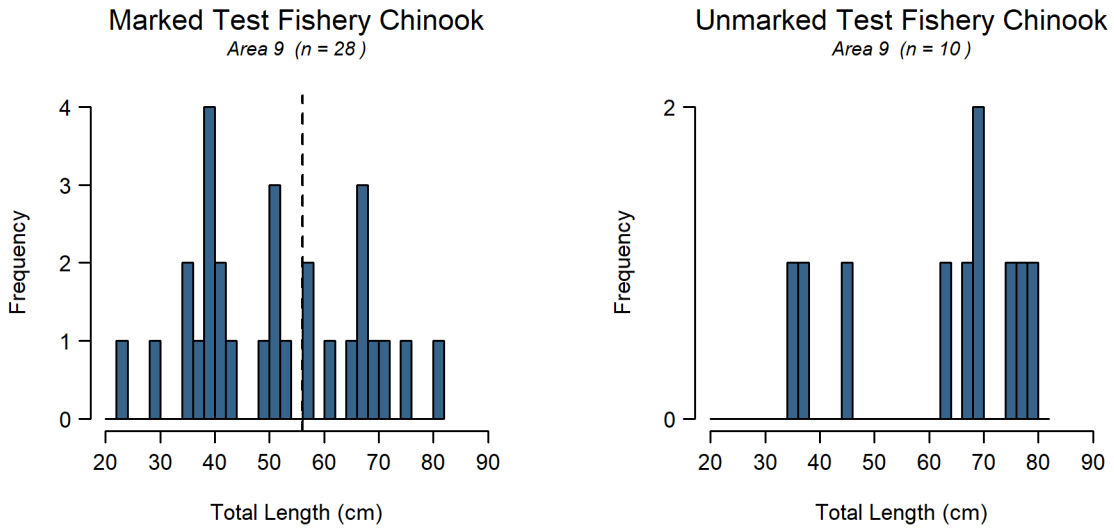 Marked Test Fishery Chinook
Area 9  (n = 28 )
Frequency
4
3
2
1
0
20 30 40 50 60 70 80 90
Total Length (cm)
Unmarked Test Fishery Chinook
Area 9  (n = 10 )
Frequency
2
0
20 30 40 50 60 70 80 90
Total Length (cm)